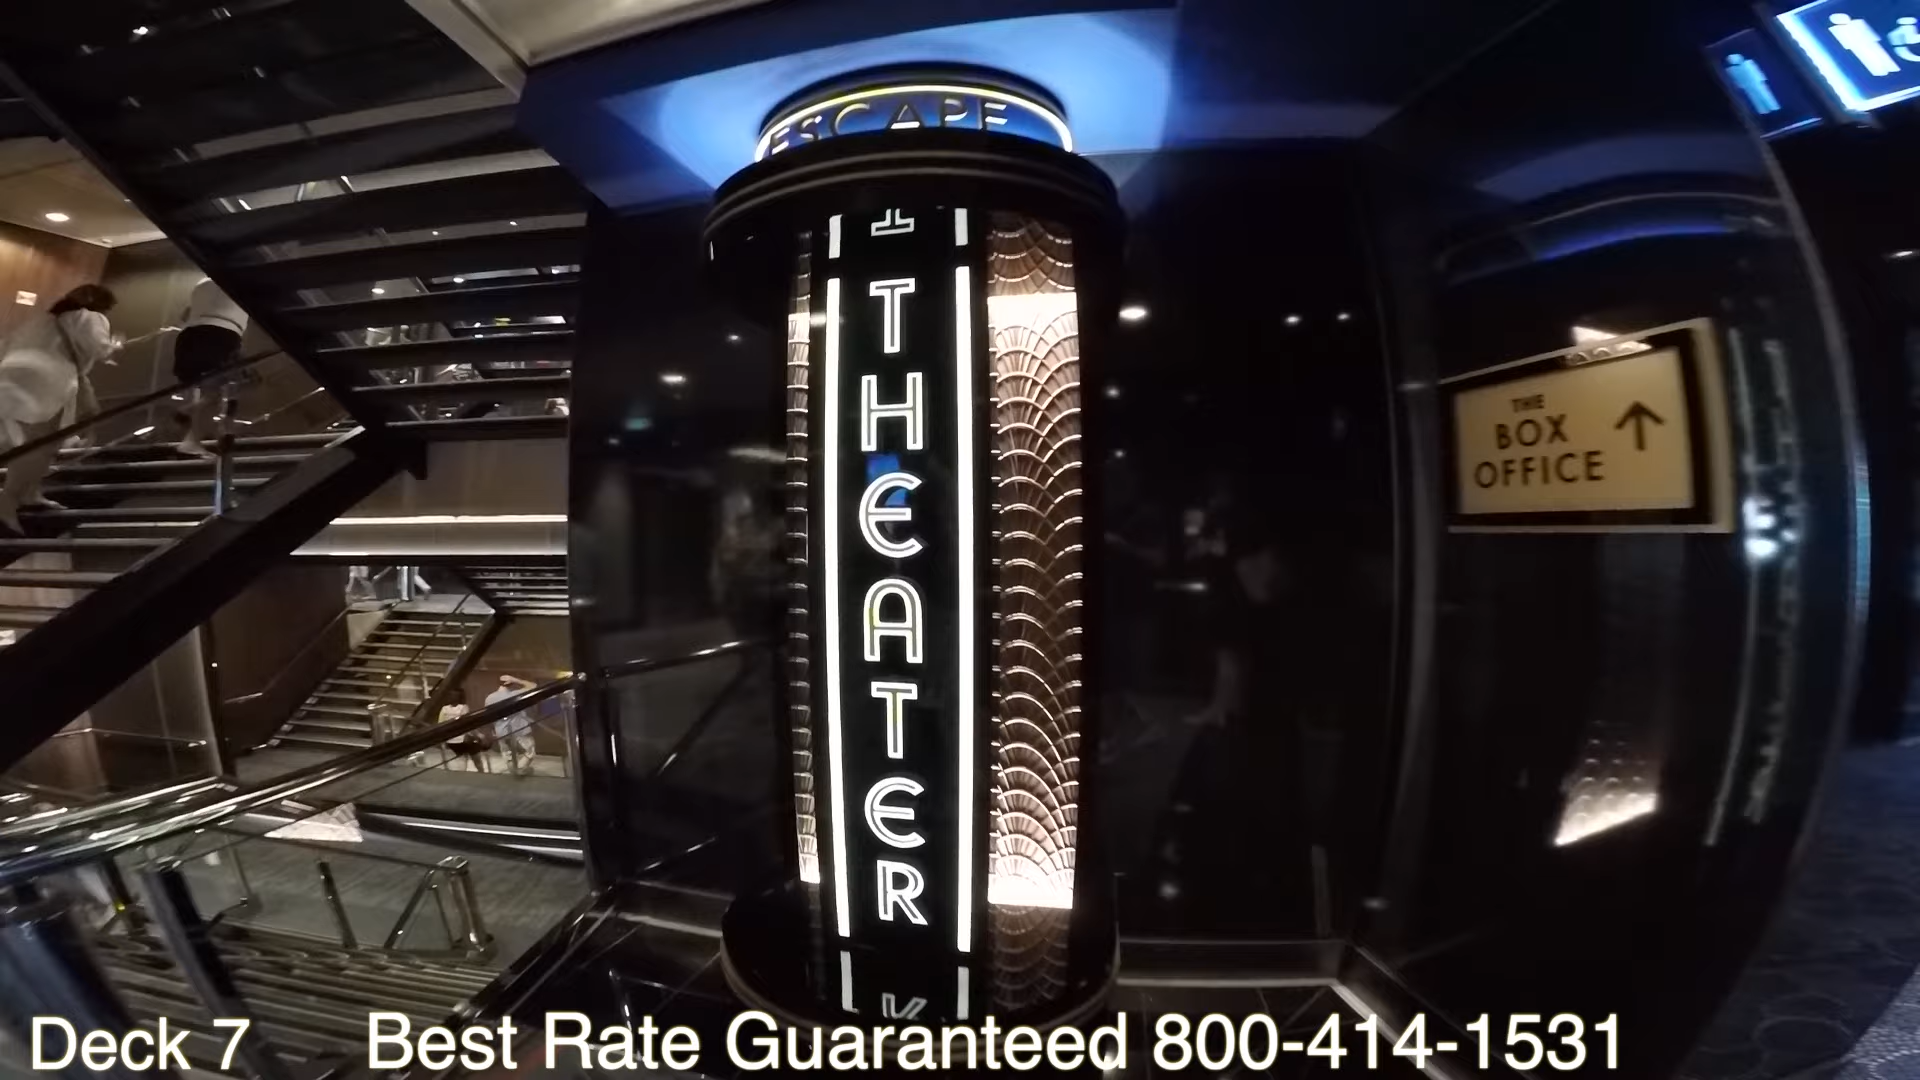 ESCAPE
THEATER
THE
BOX
OFFICE
Deck 7
Best Rate Guaranteed 800-414-1531